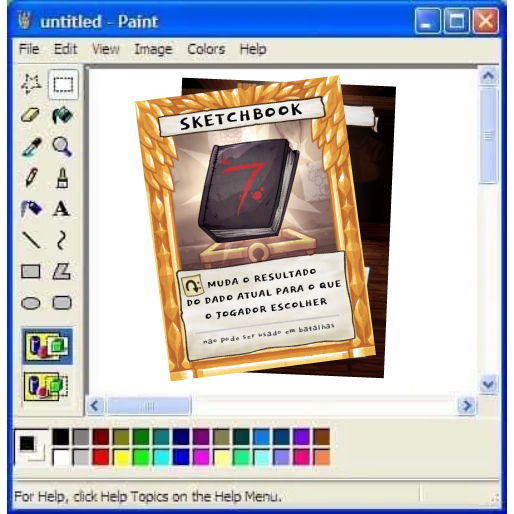 untitled - Paint
File Edit View Image Colors Help
A
SKETCHBOOK
7
MUDA O RESULTADO
DO DADO ATUAL PARA O QUE
O JOGADOR ESCOLHER
não pode ser usado em batalhas
For Help, click Help Topics on the Help Menu.